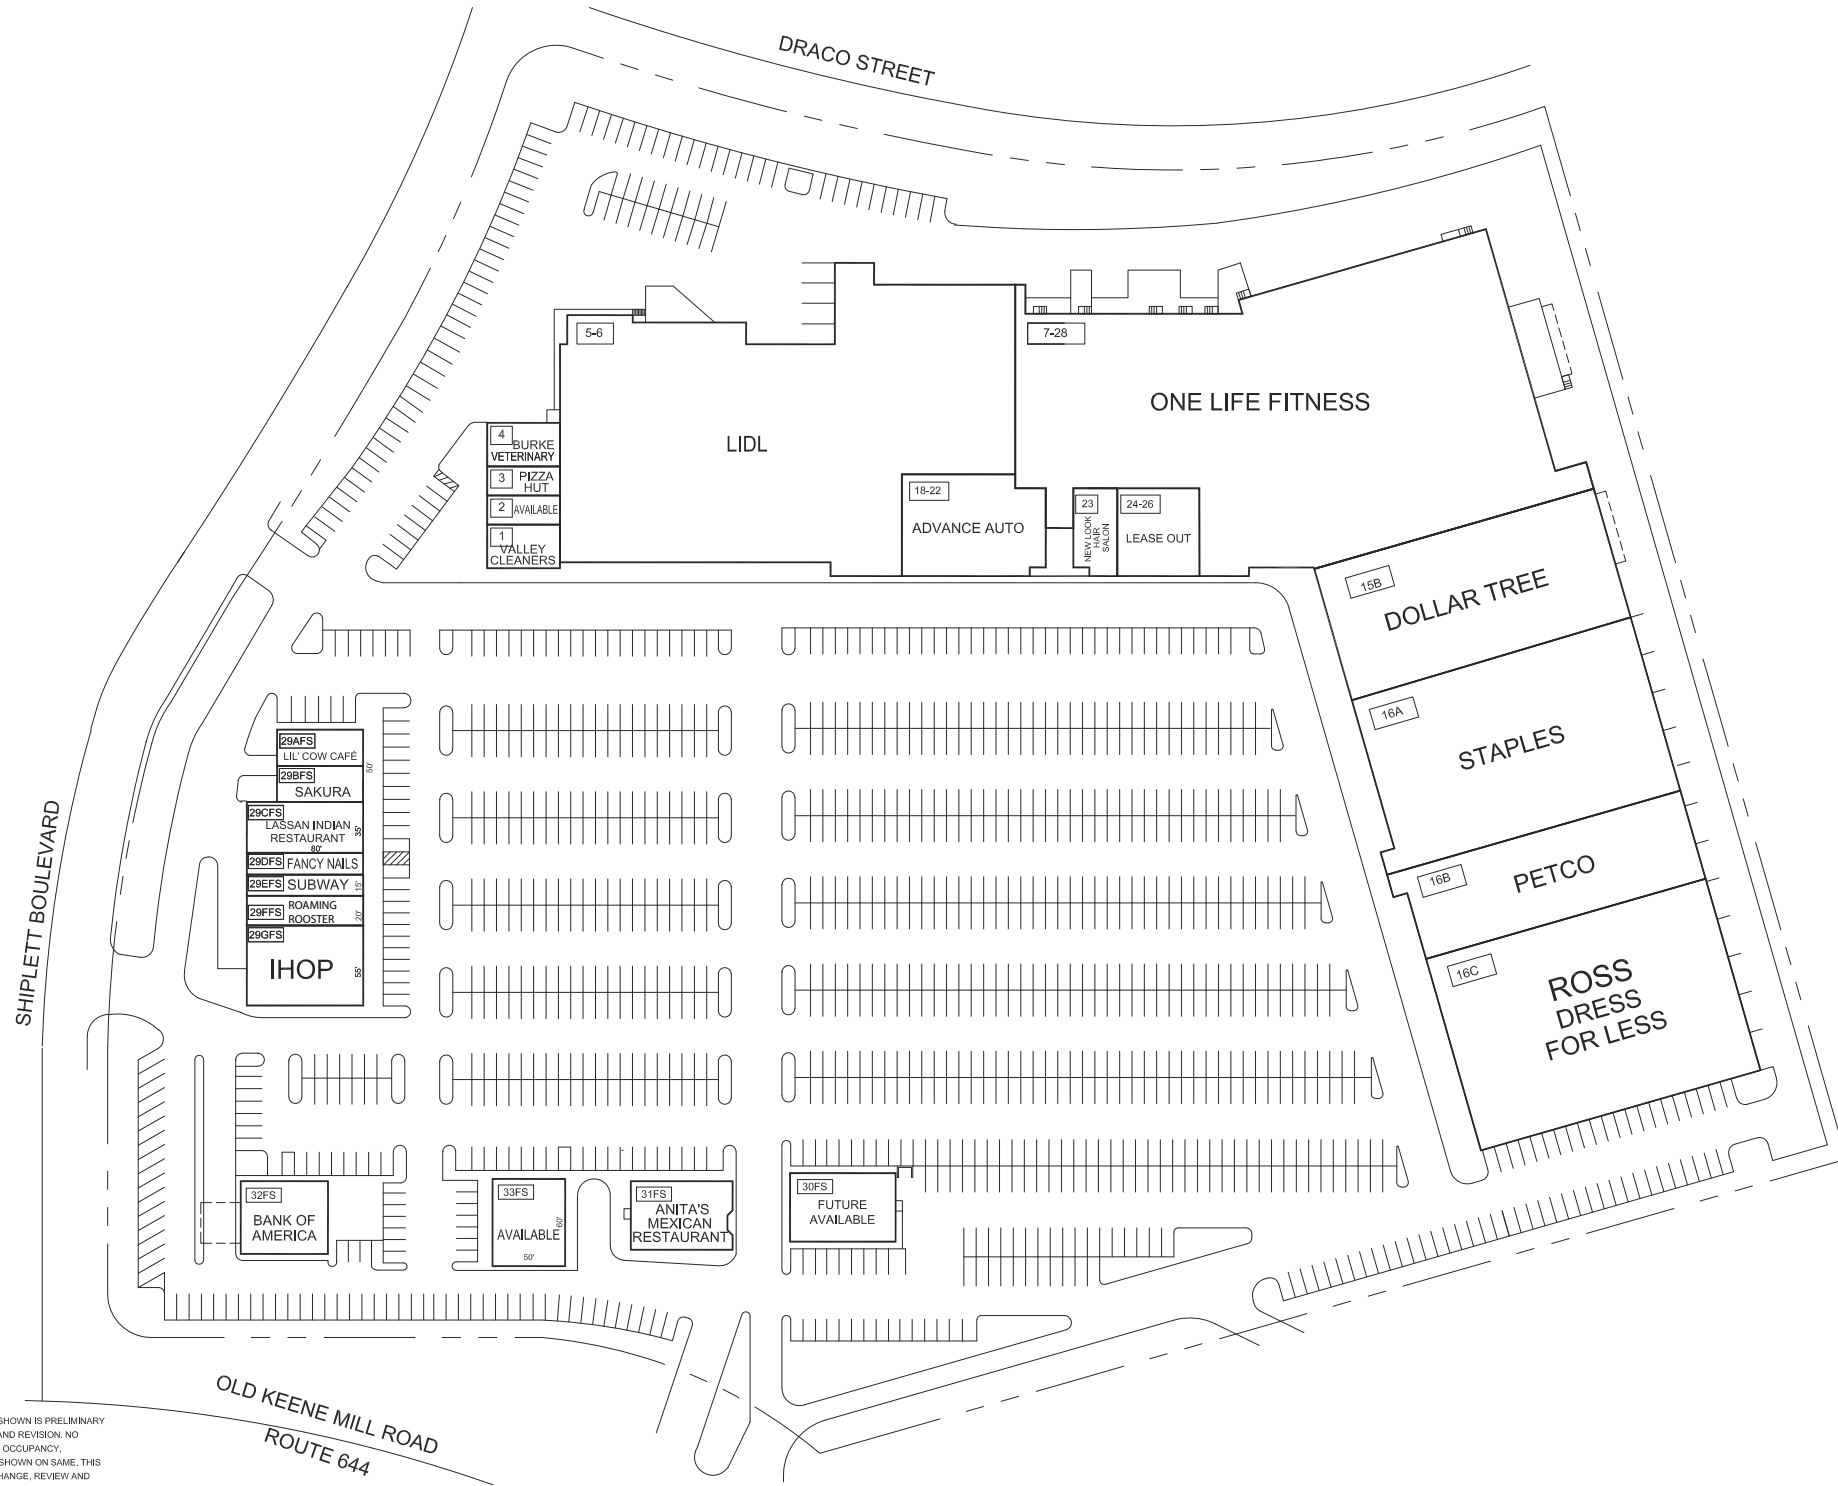 DRACO STREET
5-6
7-28
ONE LIFE FITNESS
LIDL
4
BURKE
VETERINARY
3
PIZZA
HUT
2
AVAILABLE
1
VALLEY
CLEANERS
18-22
ADVANCE AUTO
23
NEW LOOK
HAIR
SALON
24-26
LEASE OUT
15B
DOLLAR TREE
16A
STAPLES
16B
PETCO
16C
ROSS
DRESS
FOR LESS
29AFS
LIL' COW CAFÉ
50'
29BFS
SAKURA
29CFS
LASSAN INDIAN
RESTAURANT
35'
80'
29DFS
FANCY NAILS
29EFS
SUBWAY
15'
29FFS
ROAMING
ROOSTER
20'
29GFS
IHOP
55'
SHIPLETT BOULEVARD
32FS
BANK OF
AMERICA
33FS
AVAILABLE
60'
50'
31FS
ANITA'S
MEXICAN
RESTAURANT
30FS
FUTURE
AVAILABLE
OLD KEENE MILL ROAD
ROUTE 644
SHOWN IS PRELIMINARY
AND REVISION. NO
OCCUPANCY,
SHOWN ON SAME. THIS
HANGE, REVIEW AND